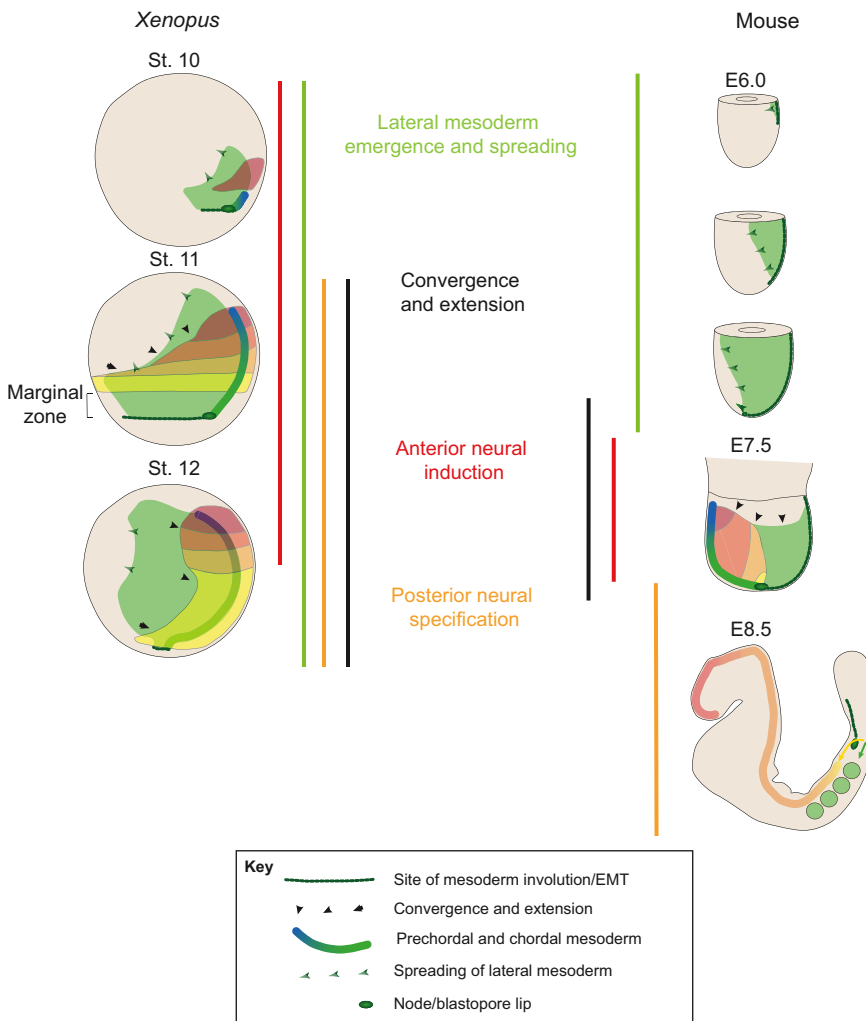 Xenopus
Mouse
St. 10
E6.0
Lateral mesoderm
emergence and spreading
St. 11
Convergence
and extension
Marginal
zone
E7.5
Anterior neural
induction
St. 12
Posterior neural
specification
E8.5
Key
Site of mesoderm involution/EMT
Convergence and extension
Prechordal and chordal mesoderm
Spreading of lateral mesoderm
Node/blastopore lip